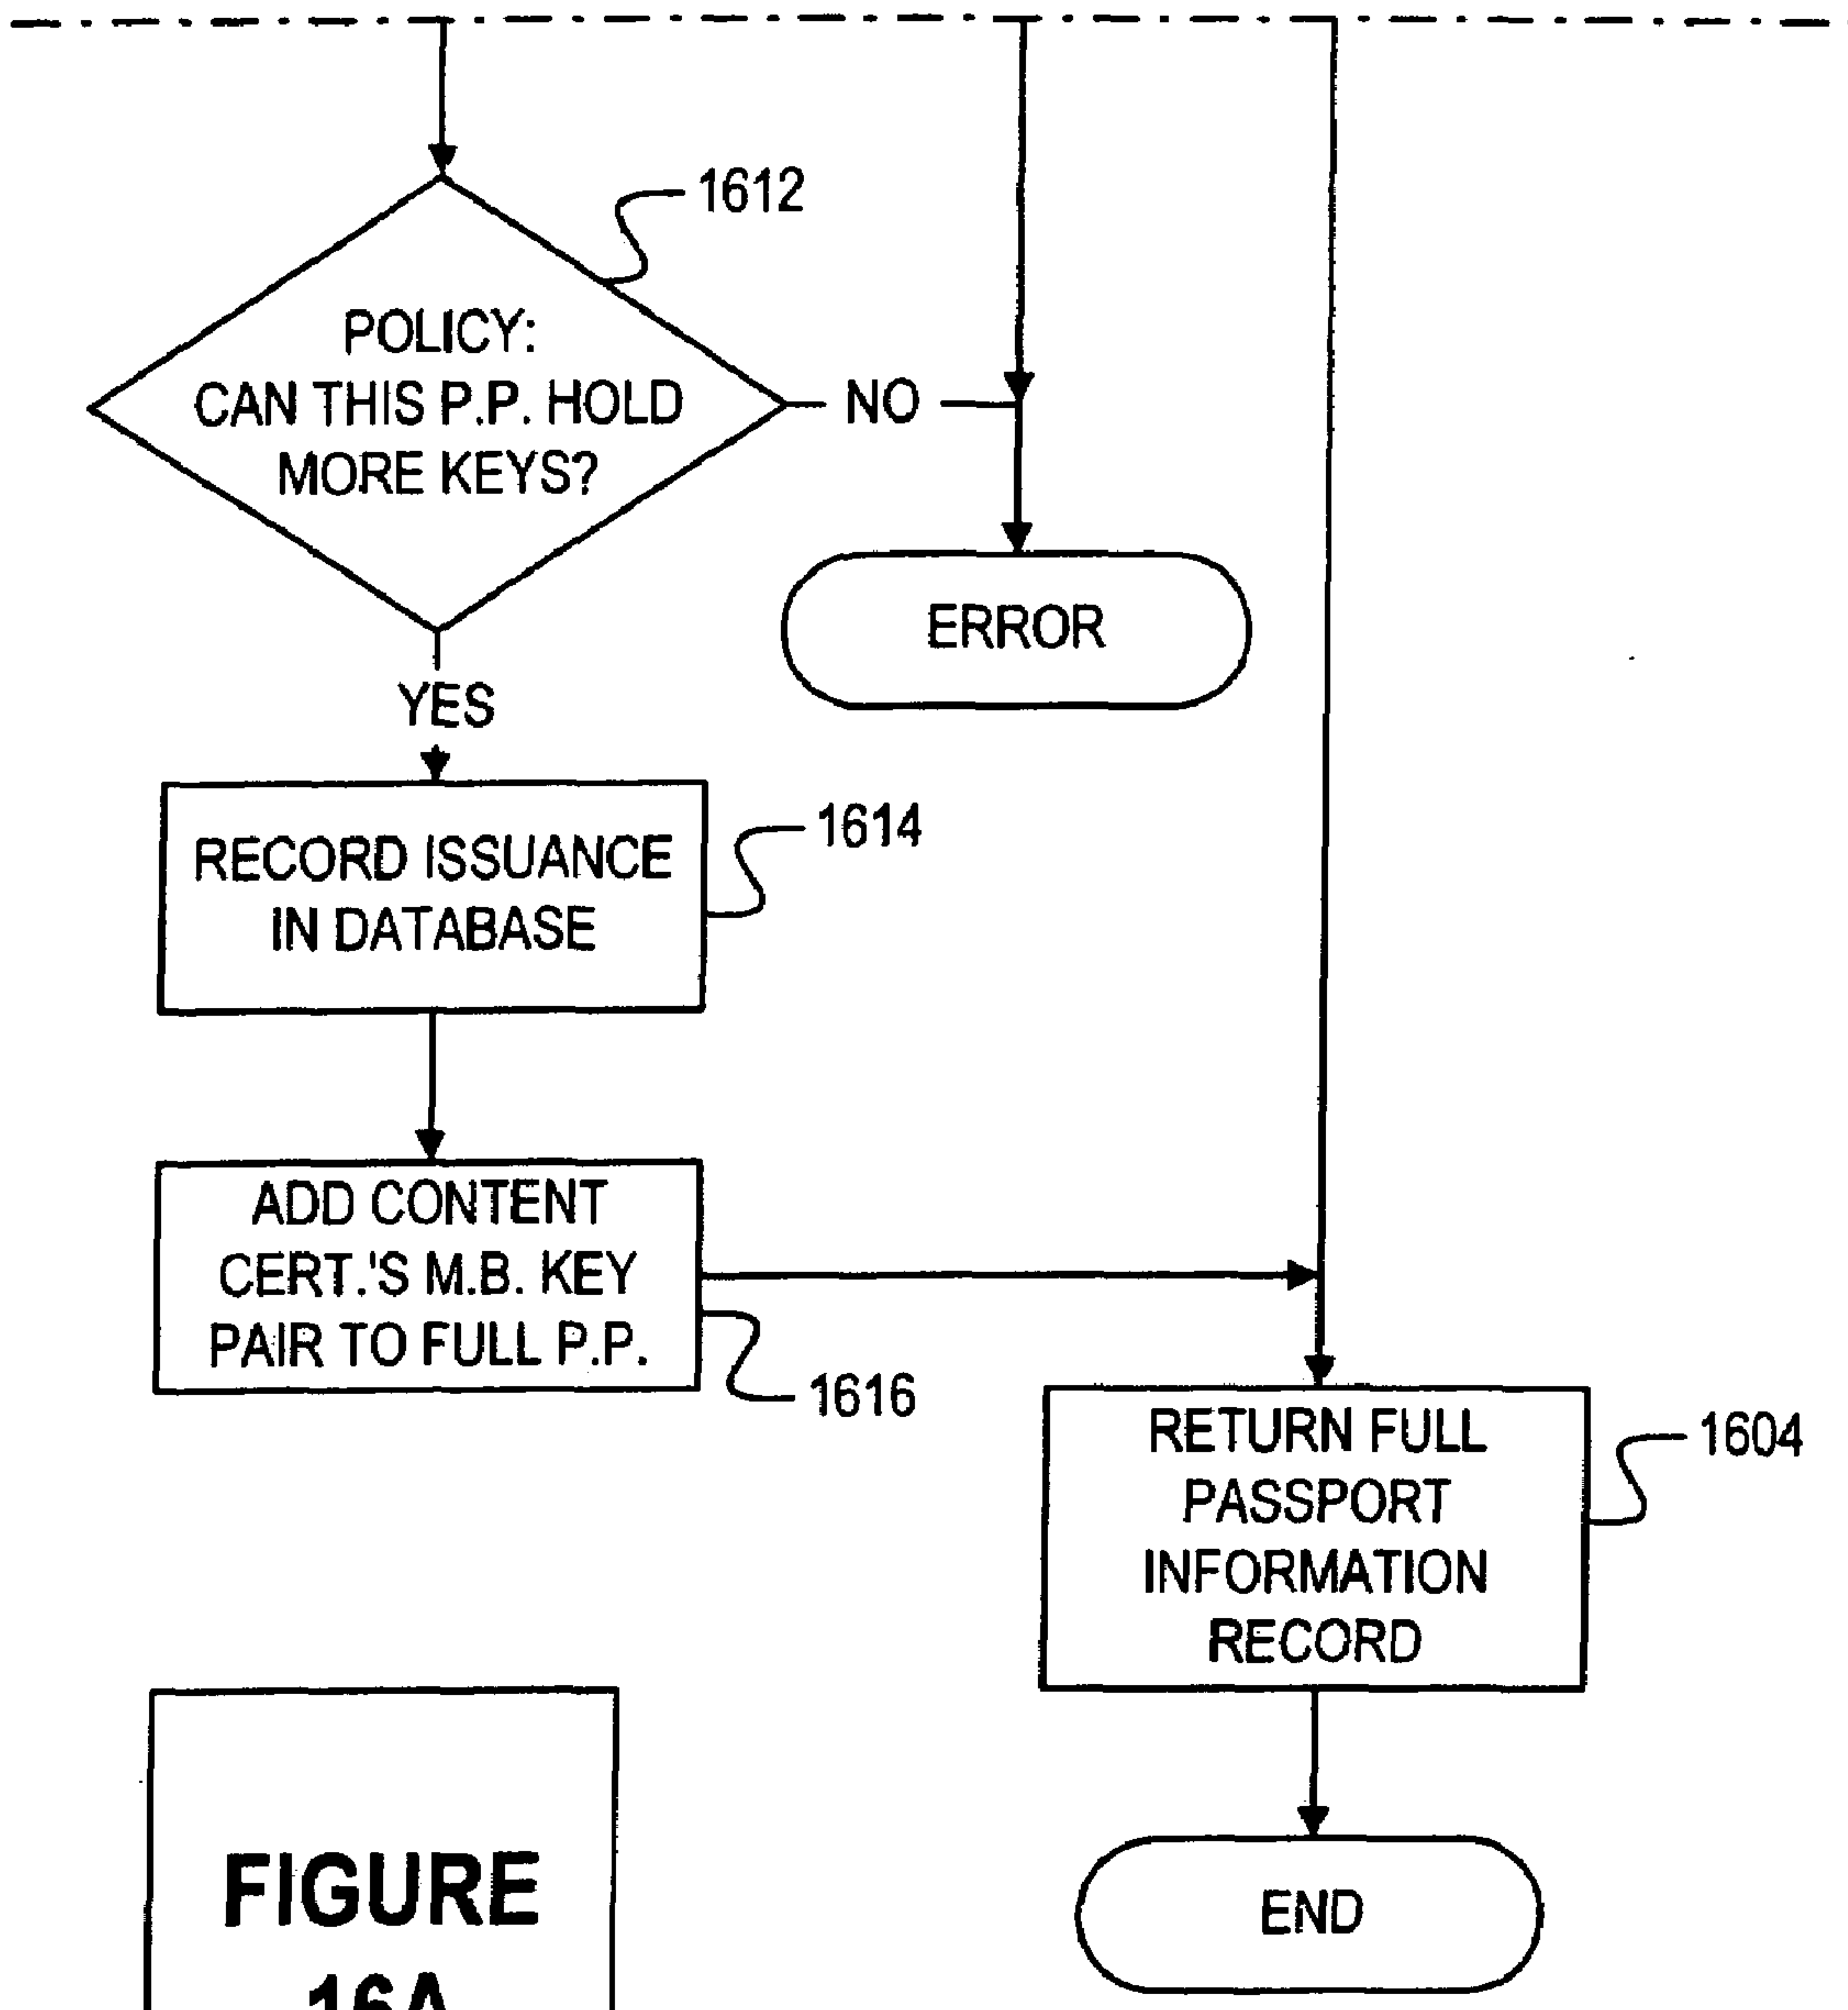 1612
POLICY:
CAN THIS P.P. HOLD
MORE KEYS?
NO
ERROR
YES
RECORD ISSUANCE
IN DATABASE
1614
ADD CONTENT
CERT.'S M.B. KEY
PAIR TO FULL P.P.
1616
RETURN FULL
PASSPORT
INFORMATION
RECORD
1604
END
FIGURE
16A